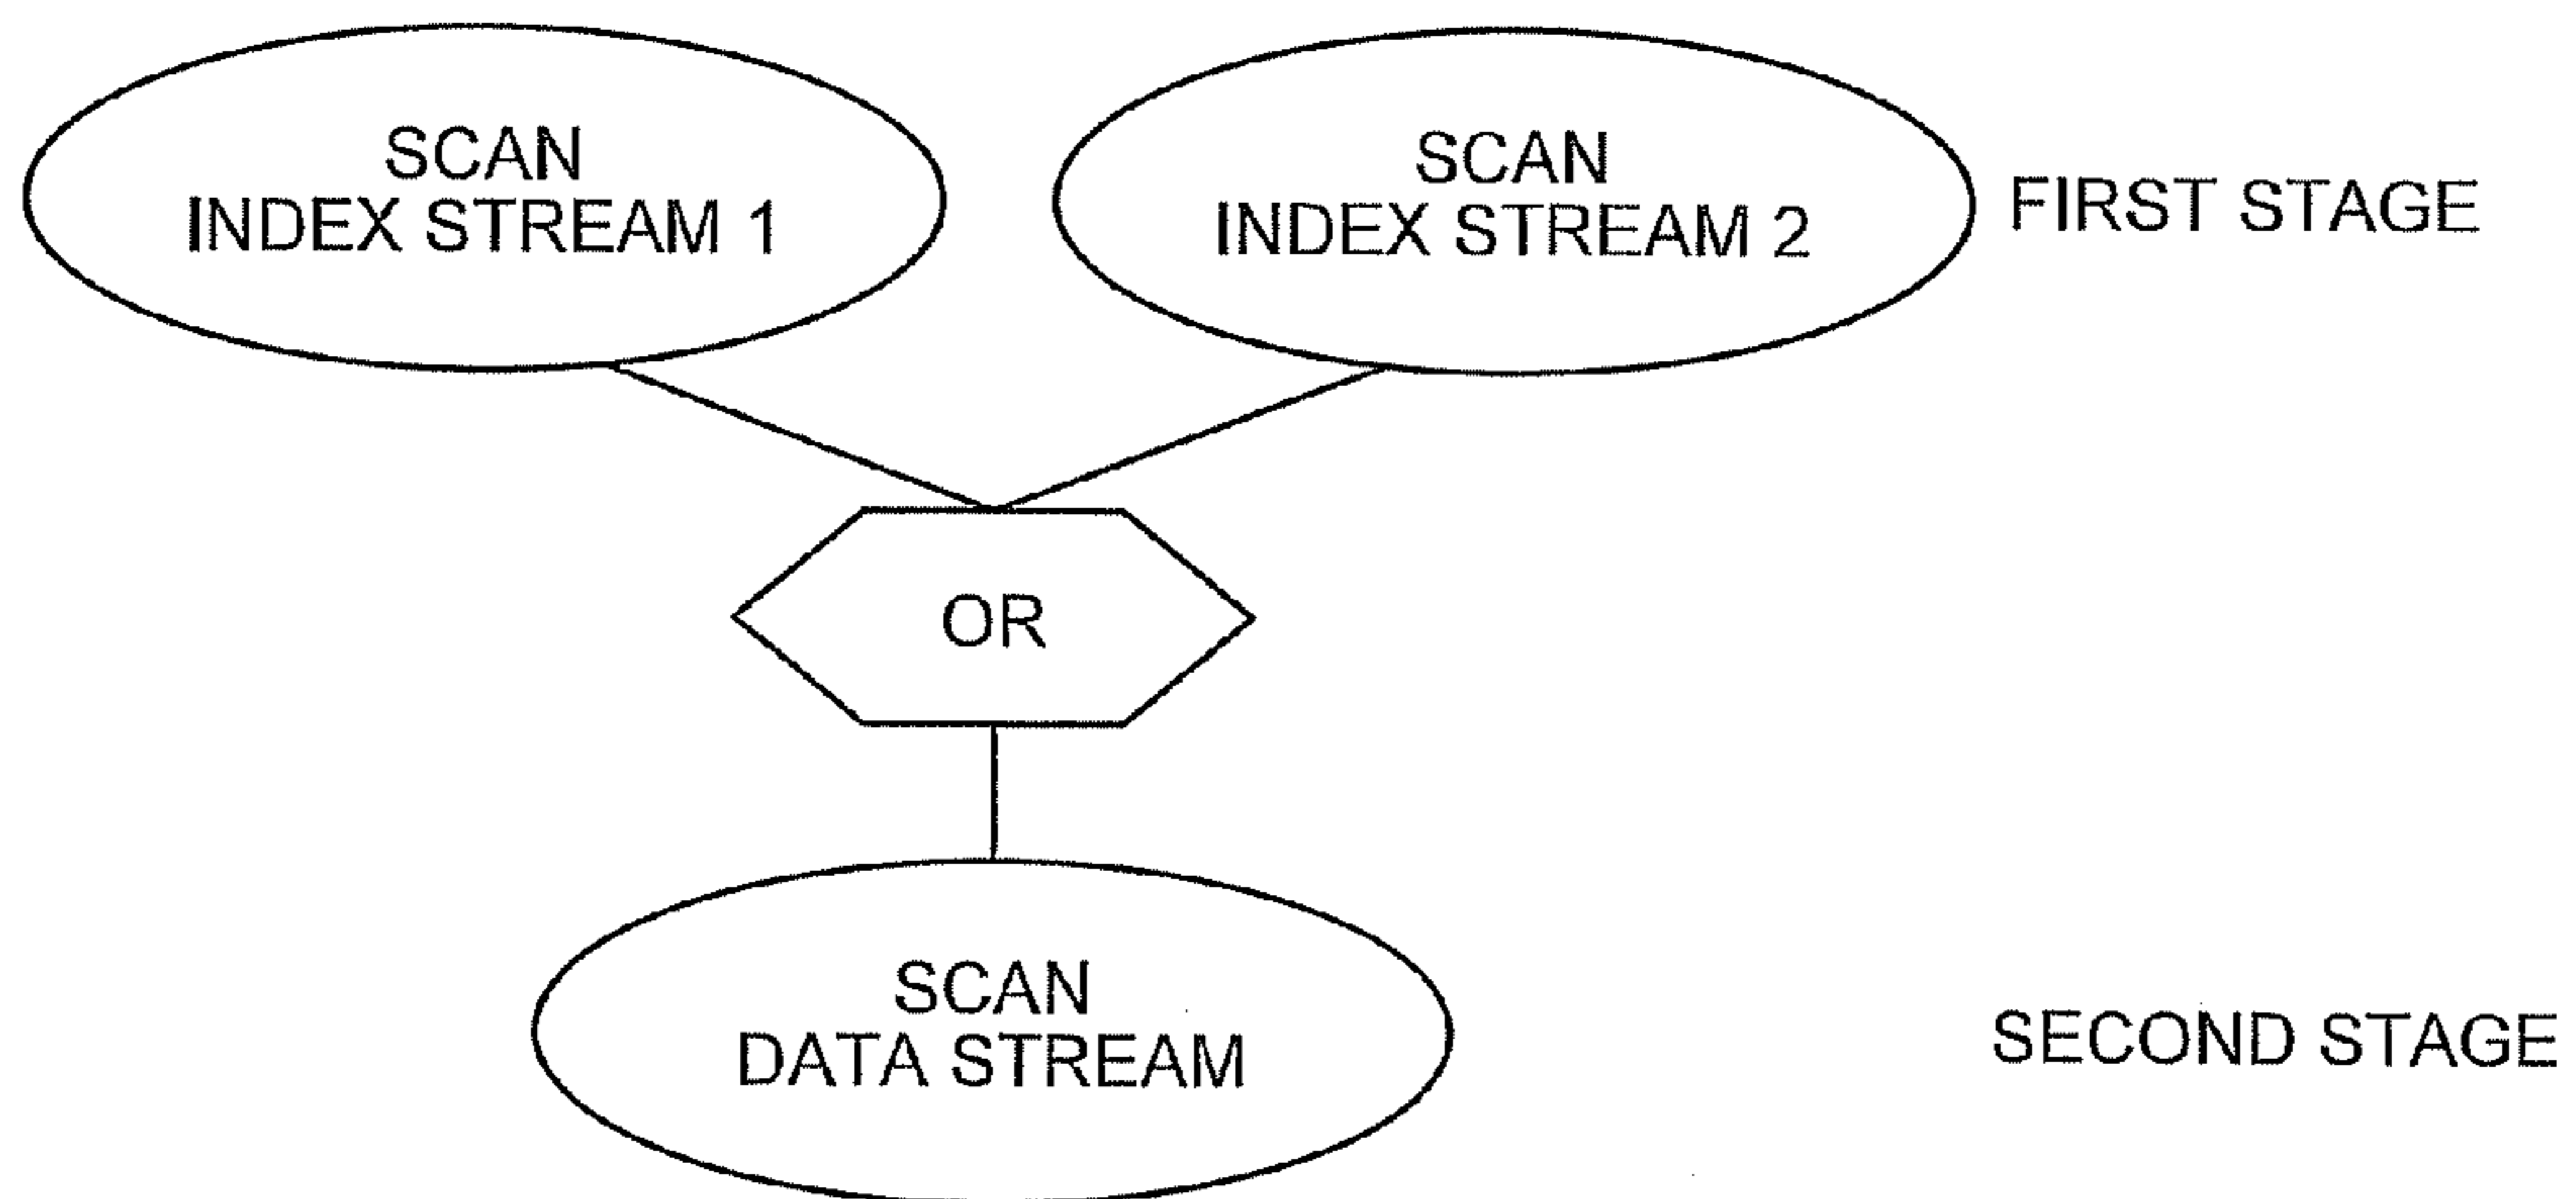 SCAN
INDEX STREAM 1
SCAN
INDEX STREAM 2
FIRST STAGE
OR
SCAN
DATA STREAM
SECOND STAGE